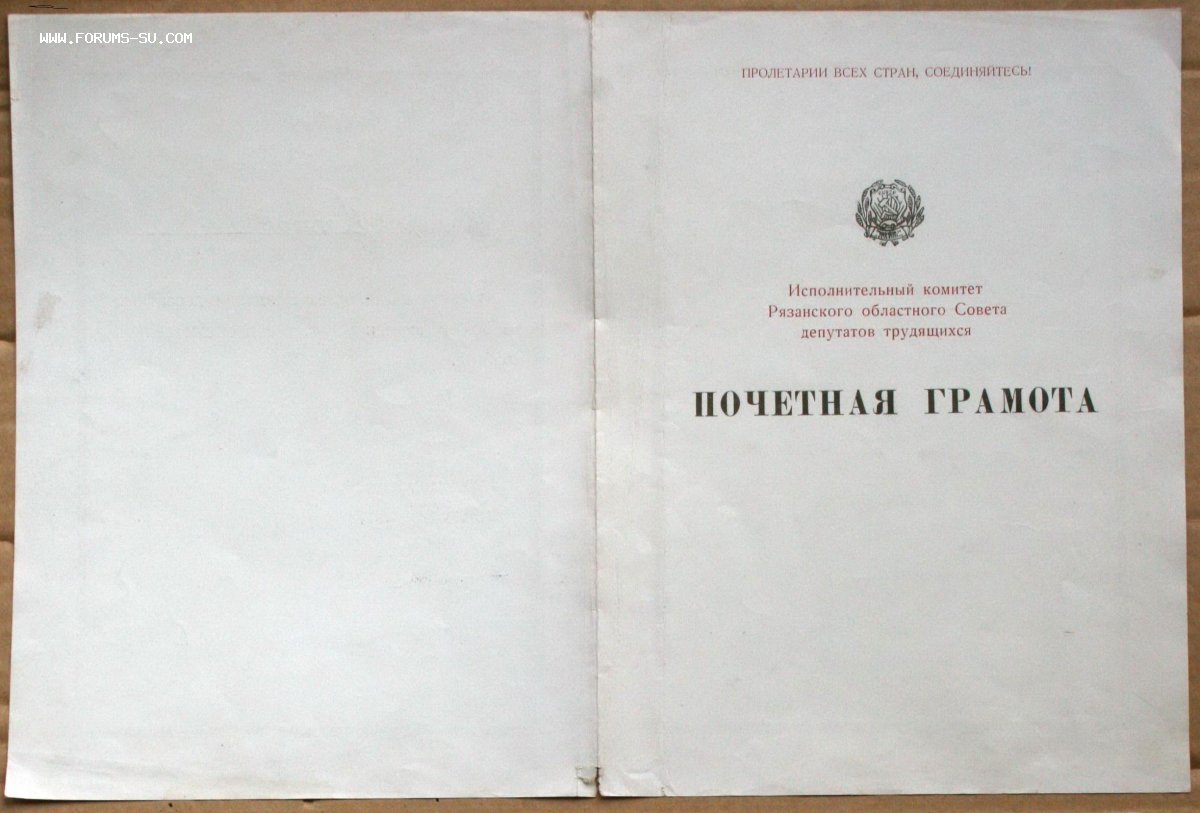 WWW.FORUMS-SU.COM
ПРОЛЕТАРИИ ВСЕХ СТРАН, СОЕДИНЯЙТЕСЬ!
Исполнительный комитет
Рязанского областного Совета
депутатов трудящихся
ПОЧЕТНАЯ ГРАМОТА